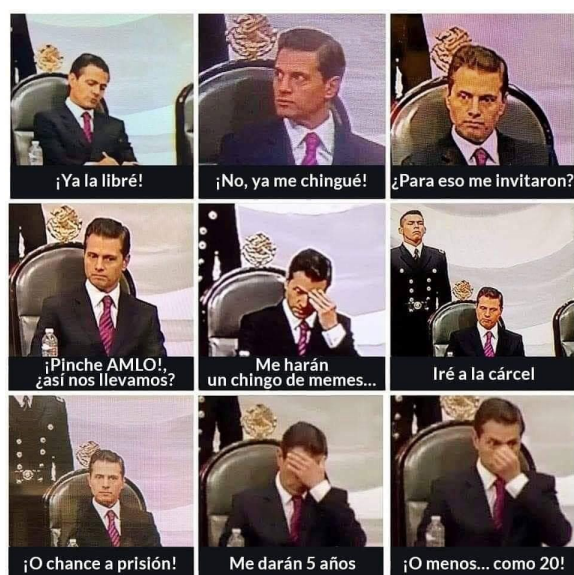 ¡Ya la libré!
¡No, ya me chingué!
¿Para eso me invitaron?
¡Pinche AMLO!,
¿así nos llevamos?
Me harán
un chingo de memes...
Iré a la cárcel
¡O chance a prisión!
Me darán 5 años
¡O menos... como 20!